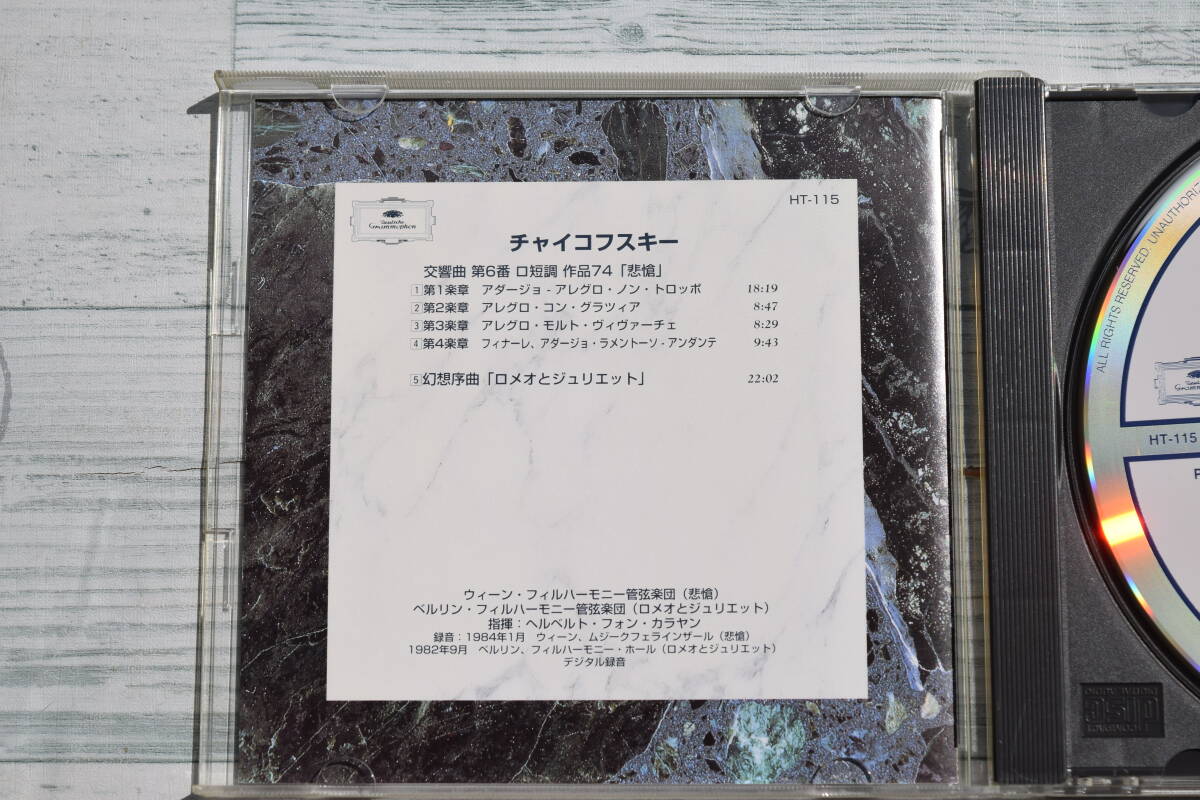 Deutsche
Grammophon
HT-115
チャイコフスキー
交響曲 第6番 ロ短調 作品74「悲愴」
1 第1楽章 アダージョ - アレグロ・ノン・トロッポ 18:19
2 第2楽章 アレグロ・コン・グラツィア 8:47
3 第3楽章 アレグロ・モルト・ヴィヴァーチェ 8:29
4 第4楽章 フィナーレ、アダージョ・ラメントーソ - アンダンテ 9:43
5 幻想序曲「ロメオとジュリエット」 22:02
ウィーン・フィルハーモニー管弦楽団（悲愴）
ベルリン・フィルハーモニー管弦楽団（ロメオとジュリエット）
指揮：ヘルベルト・フォン・カラヤン
録音：1984年1月 ウィーン、ムジークフェラインザール（悲愴）
1982年9月 ベルリン、フィルハーモニー・ホール（ロメオとジュリエット）
デジタル録音
ALL RIGHTS RESERVED. UNAUTHORIZ
HT-115
P